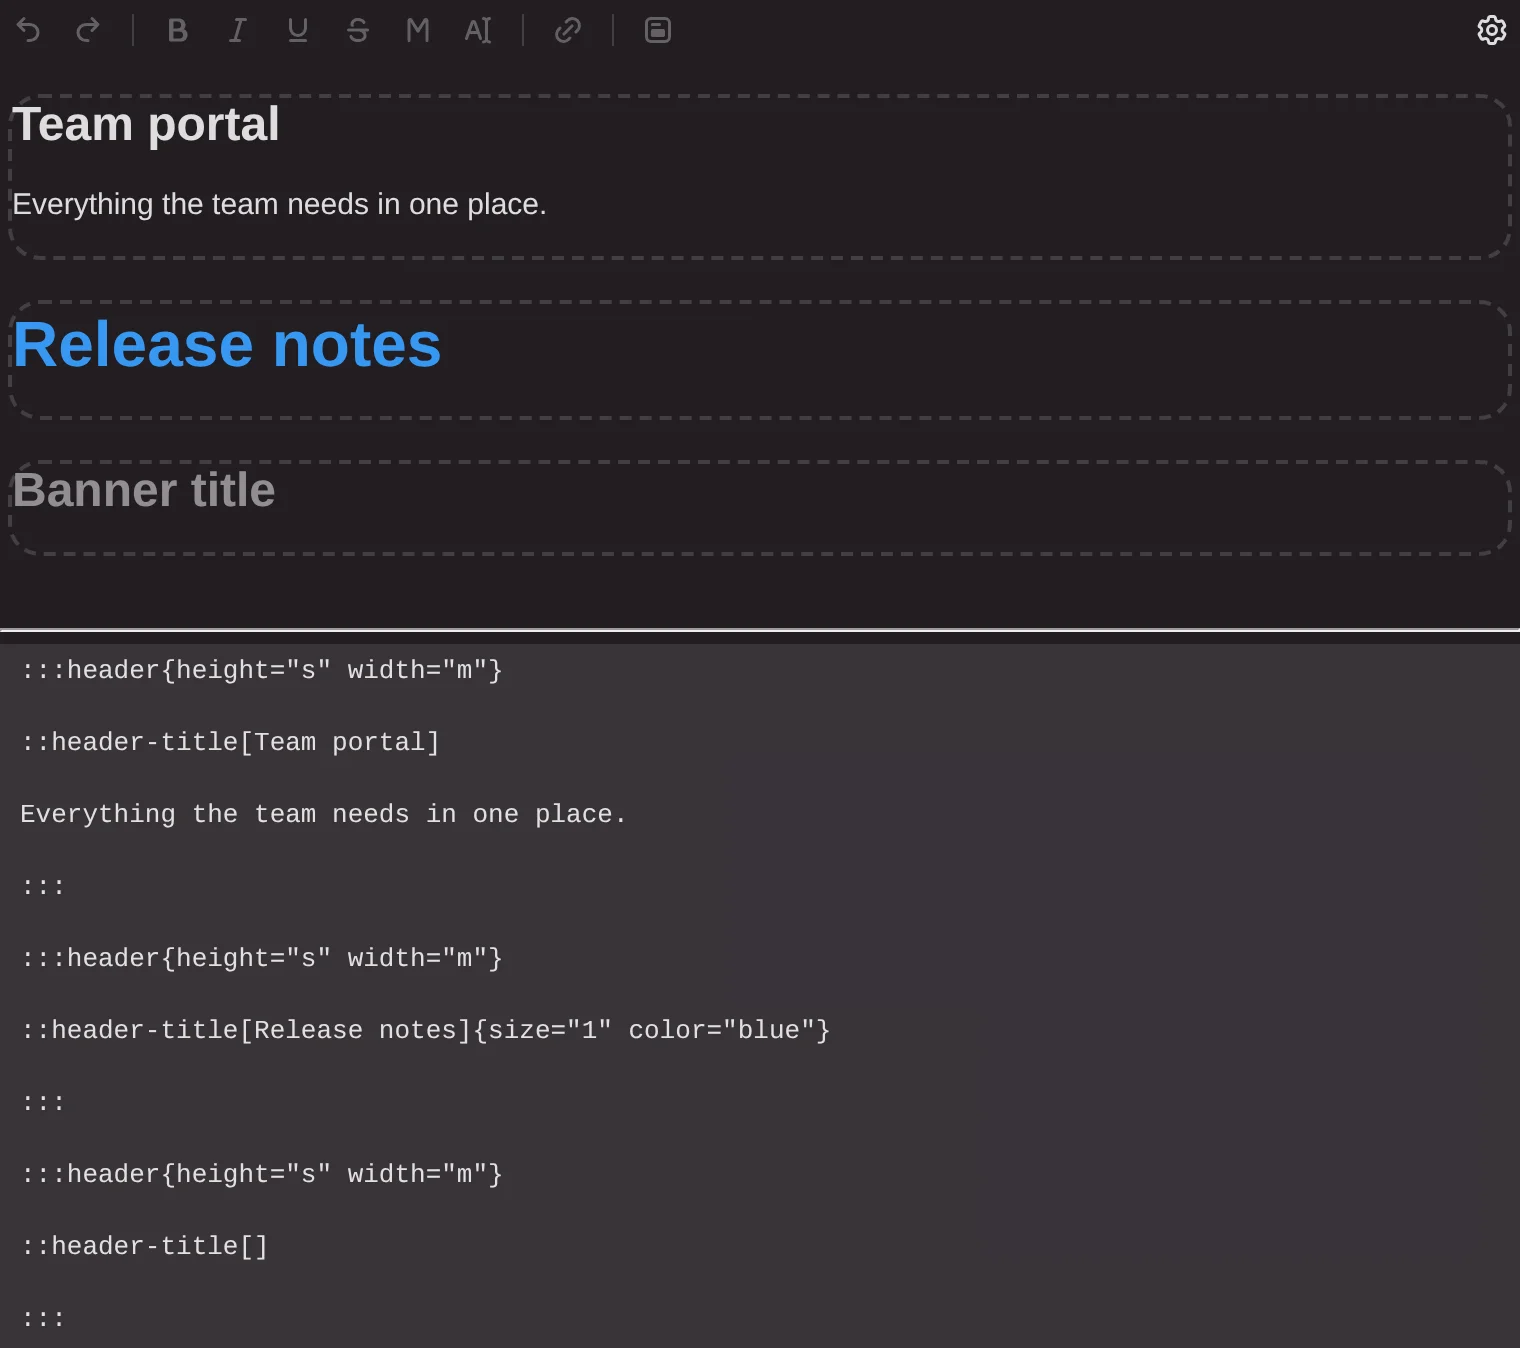 B I U S M AI
Team portal
Everything the team needs in one place.
Release notes
Banner title
:::header{height="s" width="m"}
::header-title[Team portal]
Everything the team needs in one place.
:::
:::header{height="s" width="m"}
::header-title[Release notes]{size="1" color="blue"}
:::
:::header{height="s" width="m"}
::header-title[]
:::